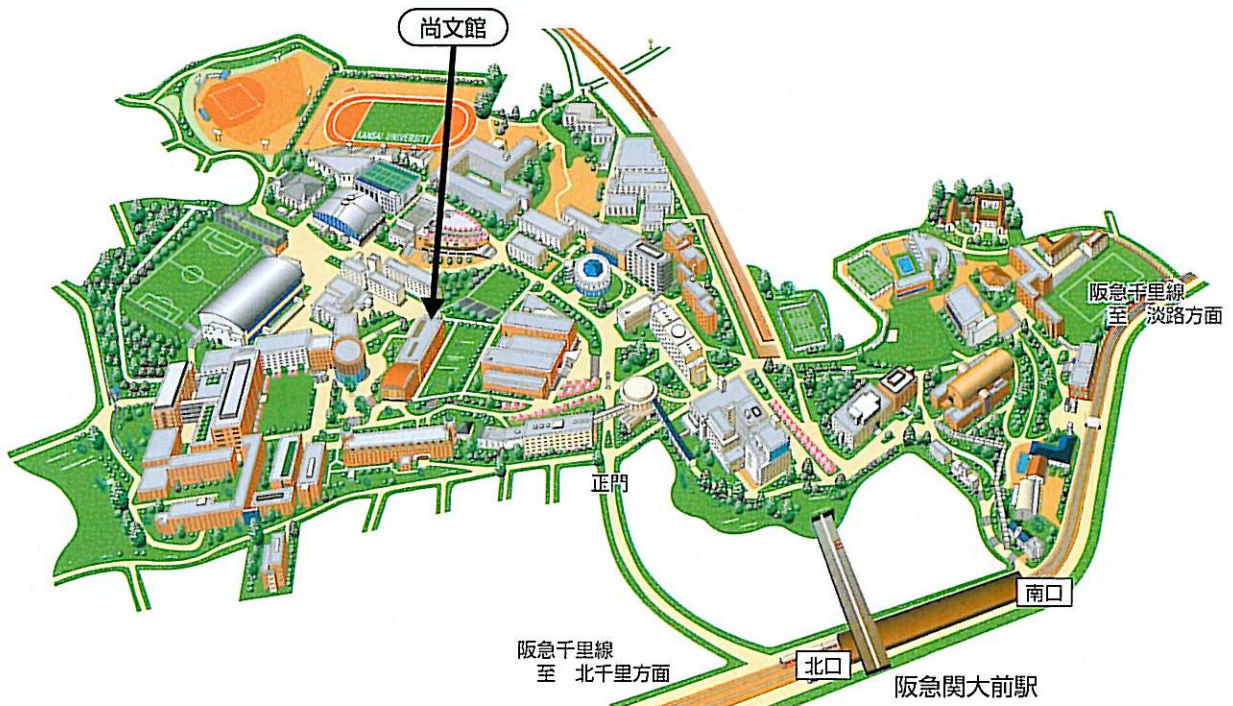 尚文館
KANSAI UNIVERSITY
阪急千里線
至 淡路方面
正門
南口
阪急千里線
至 北千里方面
北口
阪急関大前駅